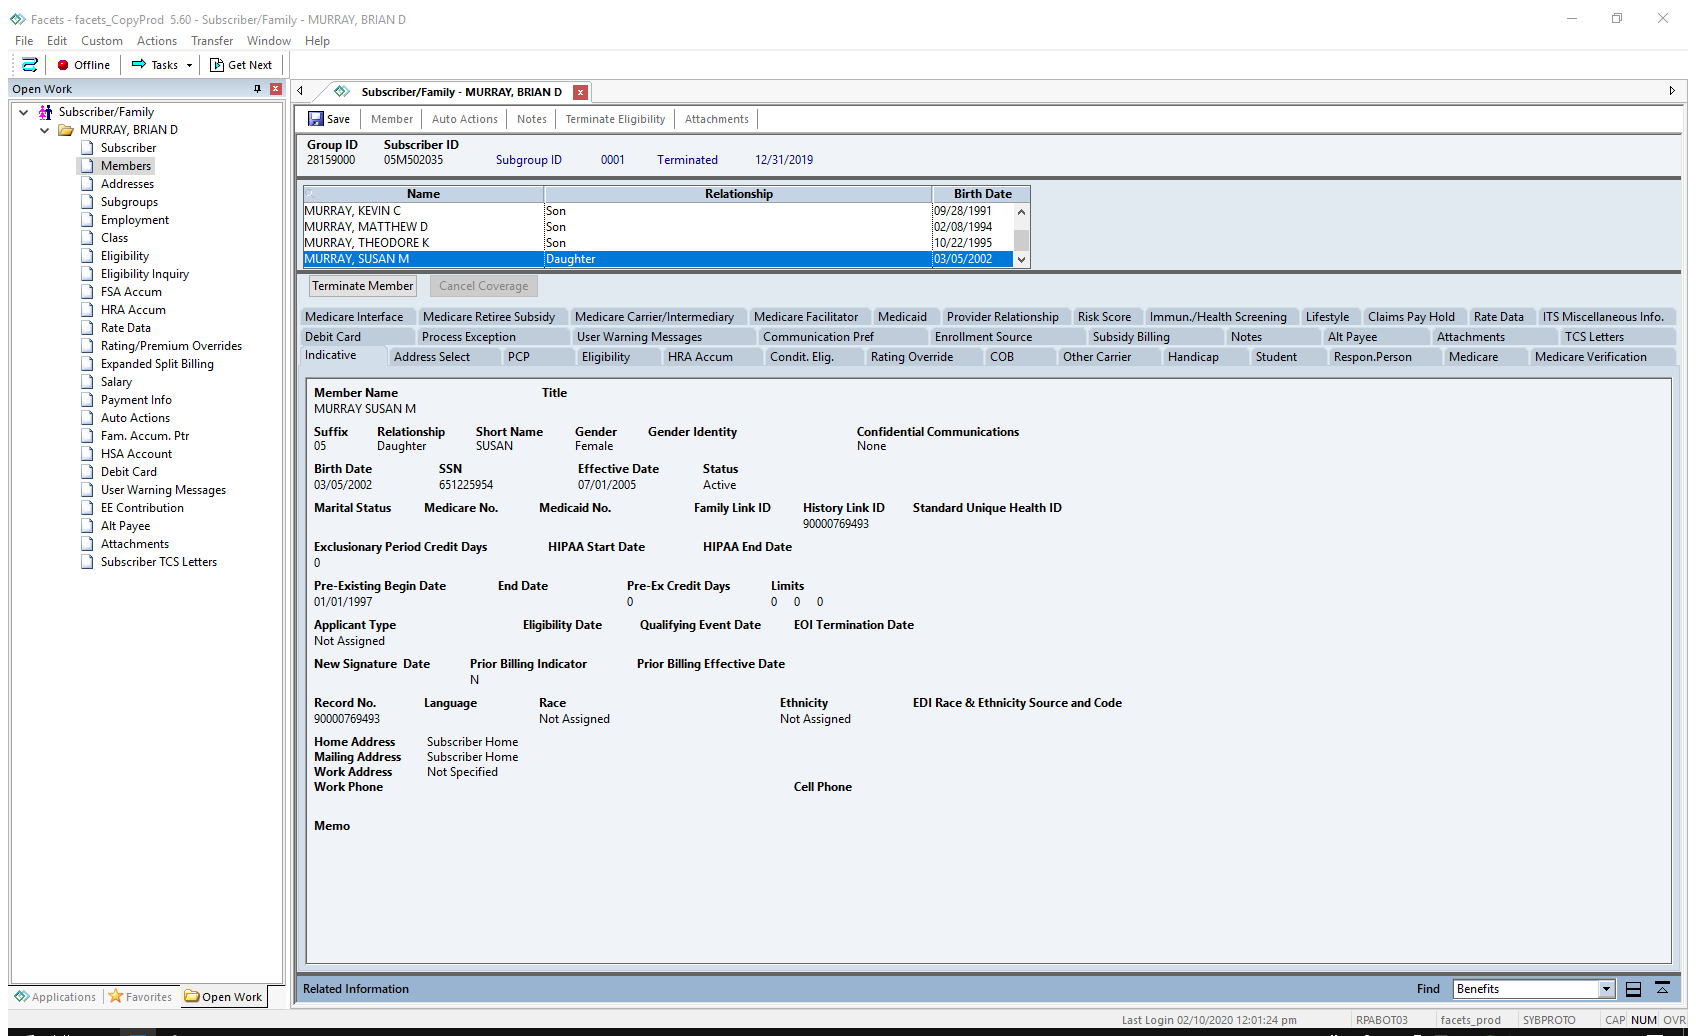 Facets - facets_CopyProd 5.60 - Subscriber/Family - MURRAY, BRIAN D
File Edit Custom Actions Transfer Window Help
Offline Tasks Get Next
Open Work
Subscriber/Family
MURRAY, BRIAN D
Subscriber
Members
Addresses
Subgroups
Employment
Class
Eligibility
Eligibility Inquiry
FSA Accum
HRA Accum
Rate Data
Rating/Premium Overrides
Expanded Split Billing
Salary
Payment Info
Auto Actions
Fam. Accum. Ptr
HSA Account
Debit Card
User Warning Messages
EE Contribution
Alt Payee
Attachments
Subscriber TCS Letters
Applications Favorites Open Work
Subscriber/Family - MURRAY, BRIAN D
Save Member Auto Actions Notes Terminate Eligibility Attachments
Group ID Subscriber ID
28159000 05M502035 Subgroup ID 0001 Terminated 12/31/2019
Name Relationship Birth Date
MURRAY, KEVIN C Son 09/28/1991
MURRAY, MATTHEW D Son 02/08/1994
MURRAY, THEODORE K Son 10/22/1995
MURRAY, SUSAN M Daughter 03/05/2002
Terminate Member Cancel Coverage
Medicare Interface Medicare Retiree Subsidy Medicare Carrier/Intermediary Medicare Facilitator Medicaid Provider Relationship Risk Score Immun./Health Screening Lifestyle Claims Pay Hold Rate Data ITS Miscellaneous Info.
Debit Card Process Exception User Warning Messages Communication Pref Enrollment Source Subsidy Billing Notes Alt Payee Attachments TCS Letters
Indicative Address Select PCP Eligibility HRA Accum Condit. Elig. Rating Override COB Other Carrier Handicap Student Respon.Person Medicare Medicare Verification
Member Name Title
MURRAY SUSAN M
Suffix Relationship Short Name Gender Gender Identity Confidential Communications
05 Daughter SUSAN Female None
Birth Date SSN Effective Date Status
03/05/2002 651225954 07/01/2005 Active
Marital Status Medicare No. Medicaid No. Family Link ID History Link ID Standard Unique Health ID
90000769493
Exclusionary Period Credit Days HIPAA Start Date HIPAA End Date
0
Pre-Existing Begin Date End Date Pre-Ex Credit Days Limits
01/01/1997 0 0 0 0
Applicant Type Eligibility Date Qualifying Event Date EOI Termination Date
Not Assigned
New Signature Date Prior Billing Indicator Prior Billing Effective Date
N
Record No. Language Race Ethnicity EDI Race & Ethnicity Source and Code
90000769493 Not Assigned Not Assigned
Home Address Subscriber Home
Mailing Address Subscriber Home
Work Address Not Specified
Work Phone Cell Phone
Memo
Related Information Find Benefits
Last Login 02/10/2020 12:01:24 pm RPABOT03 facets_prod SYBPROTO CAP NUM OVR